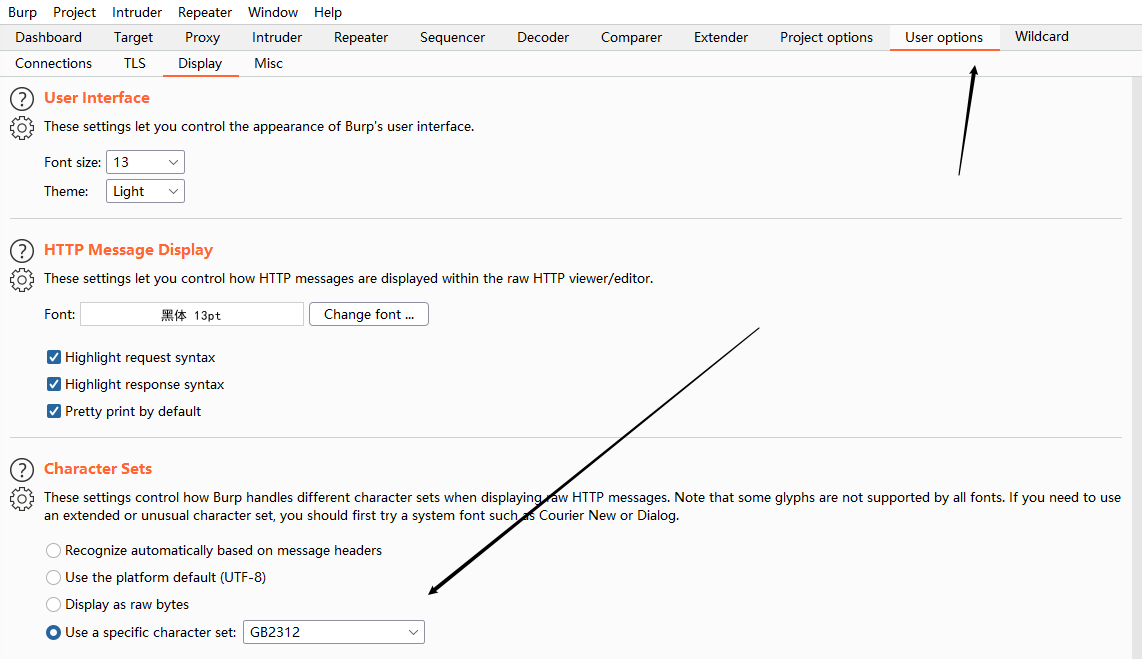 Burp Project Intruder Repeater Window Help
Dashboard Target Proxy Intruder Repeater Sequencer Decoder Comparer Extender Project options User options Wildcard
Connections TLS Display Misc
? User Interface
These settings let you control the appearance of Burp's user interface.
Font size: 13
Theme: Light
? HTTP Message Display
These settings let you control how HTTP messages are displayed within the raw HTTP viewer/editor.
Font: 黑体 13pt Change font ...
Highlight request syntax
Highlight response syntax
Pretty print by default
? Character Sets
These settings control how Burp handles different character sets when displaying raw HTTP messages. Note that some glyphs are not supported by all fonts. If you need to use
an extended or unusual character set, you should first try a system font such as Courier New or Dialog.
Recognize automatically based on message headers
Use the platform default (UTF-8)
Display as raw bytes
Use a specific character set: GB2312